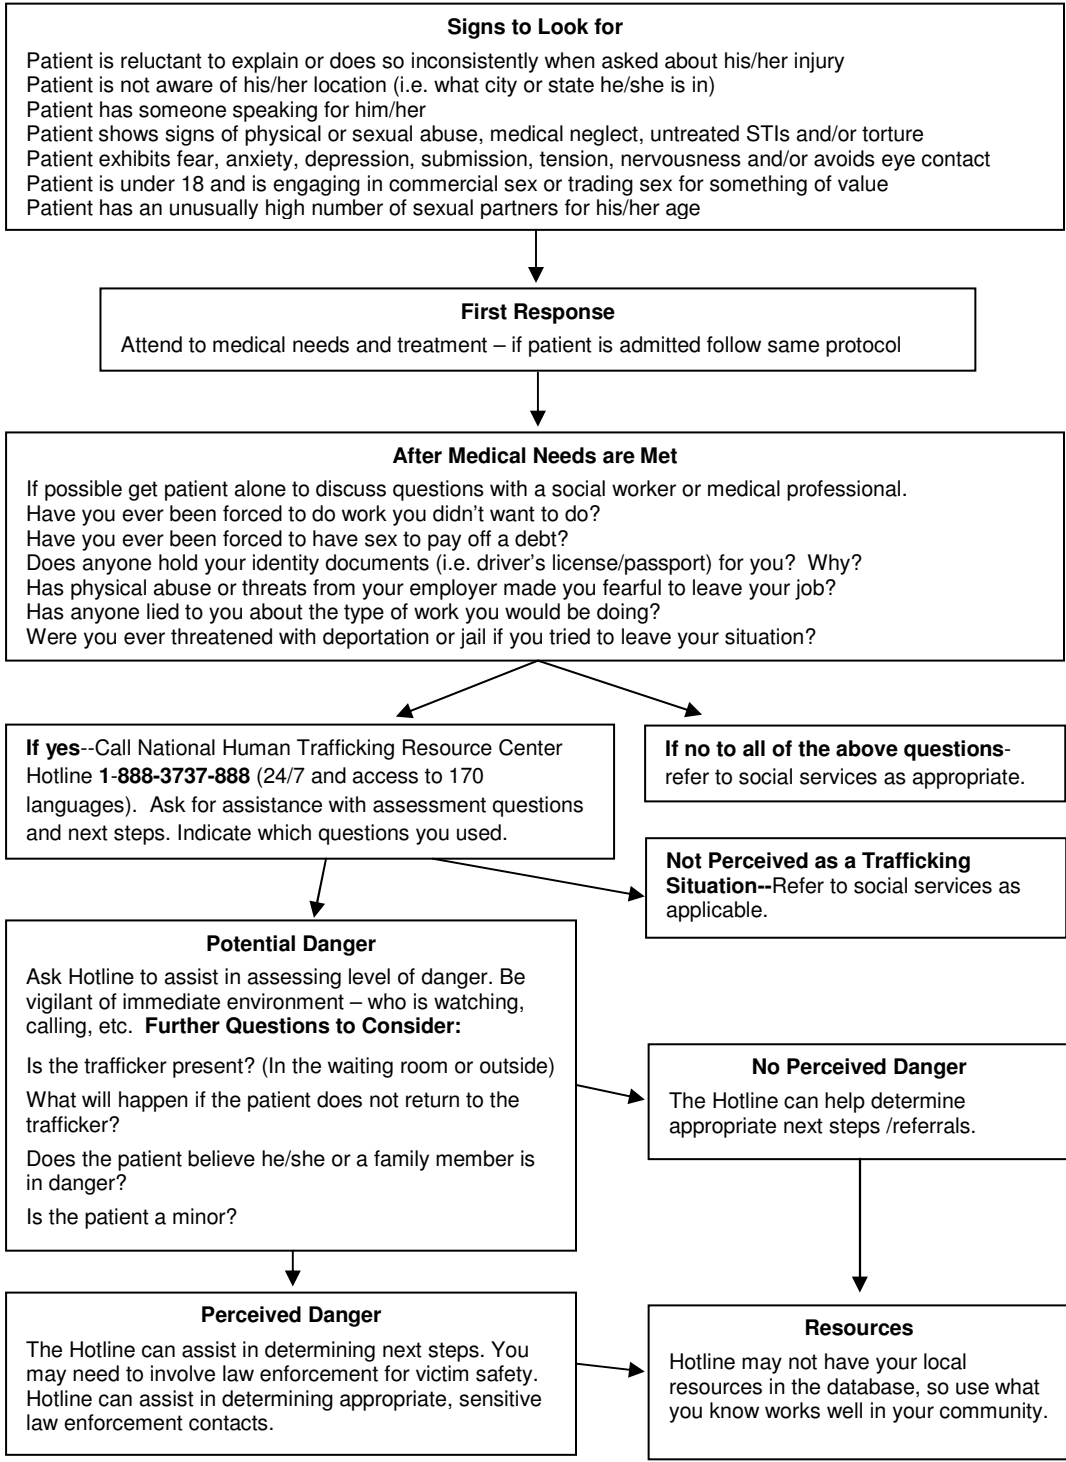 Signs to Look for
Patient is reluctant to explain or does so inconsistently when asked about his/her injury
Patient is not aware of his/her location (i.e. what city or state he/she is in)
Patient has someone speaking for him/her
Patient shows signs of physical or sexual abuse, medical neglect, untreated STIs and/or torture
Patient exhibits fear, anxiety, depression, submission, tension, nervousness and/or avoids eye contact
Patient is under 18 and is engaging in commercial sex or trading sex for something of value
Patient has an unusually high number of sexual partners for his/her age
First Response
Attend to medical needs and treatment – if patient is admitted follow same protocol
After Medical Needs are Met
If possible get patient alone to discuss questions with a social worker or medical professional.
Have you ever been forced to do work you didn't want to do?
Have you ever been forced to have sex to pay off a debt?
Does anyone hold your identity documents (i.e. driver's license/passport) for you?  Why?
Has physical abuse or threats from your employer made you fearful to leave your job?
Has anyone lied to you about the type of work you would be doing?
Were you ever threatened with deportation or jail if you tried to leave your situation?
If yes--Call National Human Trafficking Resource Center
Hotline 1-888-3737-888 (24/7 and access to 170
languages).  Ask for assistance with assessment questions
and next steps. Indicate which questions you used.
If no to all of the above questions-
refer to social services as appropriate.
Not Perceived as a Trafficking
Situation--Refer to social services as
applicable.
Potential Danger
Ask Hotline to assist in assessing level of danger. Be
vigilant of immediate environment – who is watching,
calling, etc.  Further Questions to Consider:
Is the trafficker present? (In the waiting room or outside)
What will happen if the patient does not return to the
trafficker?
Does the patient believe he/she or a family member is
in danger?
Is the patient a minor?
No Perceived Danger
The Hotline can help determine
appropriate next steps /referrals.
Perceived Danger
The Hotline can assist in determining next steps. You
may need to involve law enforcement for victim safety.
Hotline can assist in determining appropriate, sensitive
law enforcement contacts.
Resources
Hotline may not have your local
resources in the database, so use what
you know works well in your community.